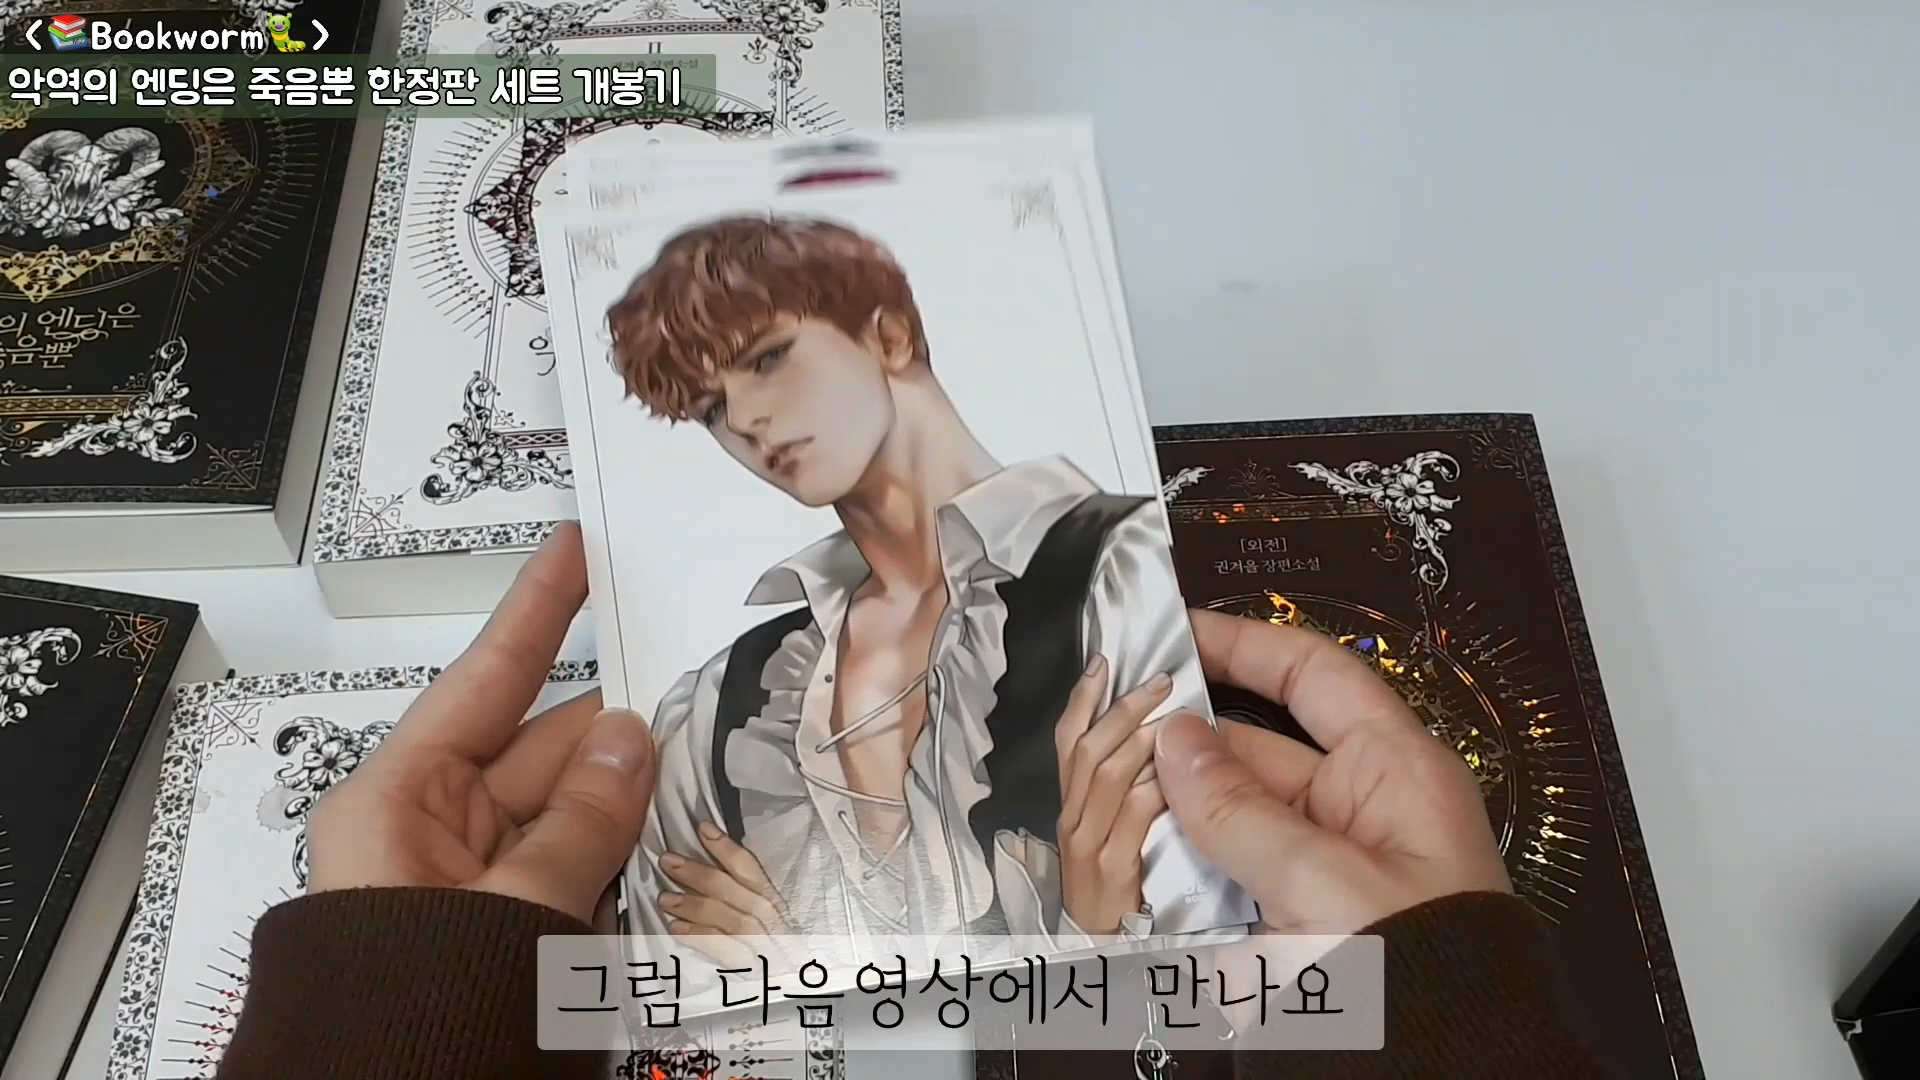 <📚Bookworm🐛>
악역의 엔딩은 죽음뿐 한정판 세트 개봉기
II
의 엔딩은
음뿐
[외전]
권겨을 장편소설
그럼 다음영상에서 만나요